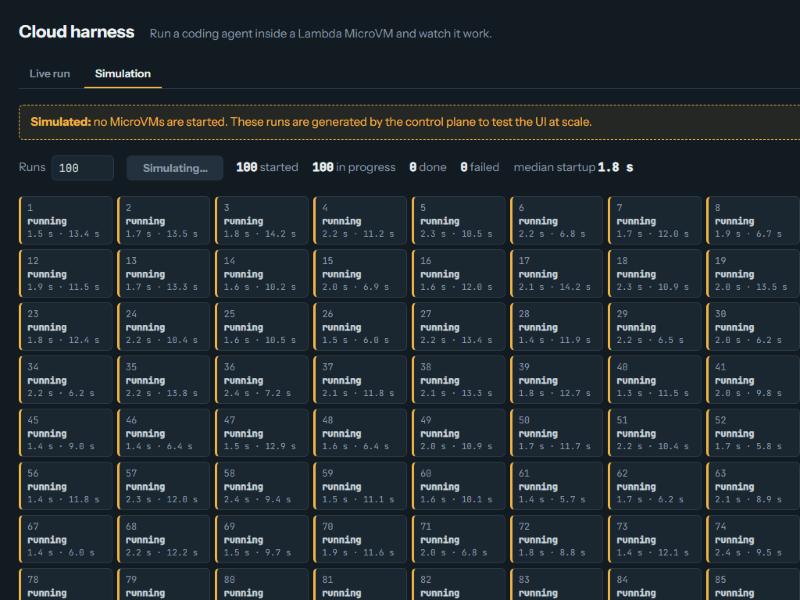 Cloud harness Run a coding agent inside a Lambda MicroVM and watch it work.
Live run Simulation
Simulated: no MicroVMs are started. These runs are generated by the control plane to test the UI at scale.
Runs 100 Simulating... 100 started 100 in progress 0 done 0 failed median startup 1.8 s
1 2 3 4 5 6 7 8
running running running running running running running running
1.5 s · 13.4 s 1.7 s · 13.5 s 1.8 s · 14.2 s 2.2 s · 11.2 s 2.3 s · 10.5 s 2.2 s · 6.8 s 1.7 s · 12.0 s 1.9 s · 6.7 s
12 13 14 15 16 17 18 19
running running running running running running running running
1.9 s · 11.5 s 1.7 s · 13.3 s 1.6 s · 10.2 s 2.0 s · 6.9 s 1.6 s · 12.0 s 2.1 s · 14.2 s 2.3 s · 10.9 s 2.0 s · 13.5 s
23 24 25 26 27 28 29 30
running running running running running running running running
1.8 s · 12.4 s 2.2 s · 10.4 s 1.6 s · 10.5 s 1.5 s · 6.0 s 2.2 s · 13.4 s 1.4 s · 11.9 s 2.2 s · 6.5 s 2.0 s · 6.2 s
34 35 36 37 38 39 40 41
running running running running running running running running
2.2 s · 6.2 s 2.2 s · 13.8 s 2.4 s · 7.2 s 2.1 s · 11.8 s 2.1 s · 13.3 s 1.8 s · 12.7 s 1.3 s · 11.5 s 2.0 s · 9.8 s
45 46 47 48 49 50 51 52
running running running running running running running running
1.4 s · 9.0 s 1.4 s · 6.4 s 1.5 s · 12.9 s 1.6 s · 6.4 s 2.0 s · 10.9 s 1.7 s · 11.7 s 2.2 s · 10.4 s 1.7 s · 5.8 s
56 57 58 59 60 61 62 63
running running running running running running running running
1.4 s · 11.8 s 2.3 s · 12.0 s 2.4 s · 9.4 s 1.5 s · 11.1 s 1.6 s · 10.1 s 1.4 s · 5.7 s 1.7 s · 6.2 s 2.1 s · 8.9 s
67 68 69 70 71 72 73 74
running running running running running running running running
1.4 s · 6.0 s 2.2 s · 12.2 s 1.5 s · 9.7 s 1.9 s · 11.6 s 2.0 s · 6.8 s 1.8 s · 8.8 s 1.4 s · 12.1 s 2.4 s · 9.5 s
78 79 80 81 82 83 84 85
running running running running running running running running